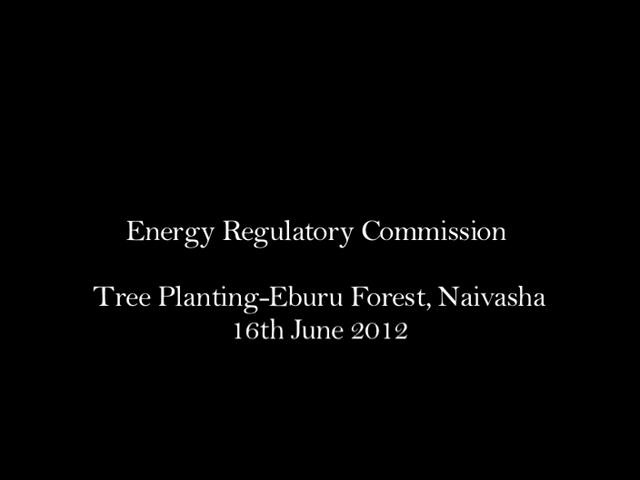 Energy Regulatory Commission
Tree Planting-Eburu Forest, Naivasha
16th June 2012